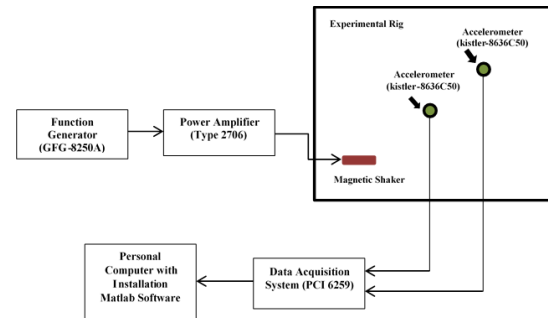 Experimental Rig
Accelerometer
(kistler-8636C50)
Accelerometer
(kistler-8636C50)
Function
Generator
(GFG-8250A)
Power Amplifier
(Type 2706)
Magnetic Shaker
Personal
Computer with
Installation
Matlab Software
Data Acquisition
System (PCI 6259)